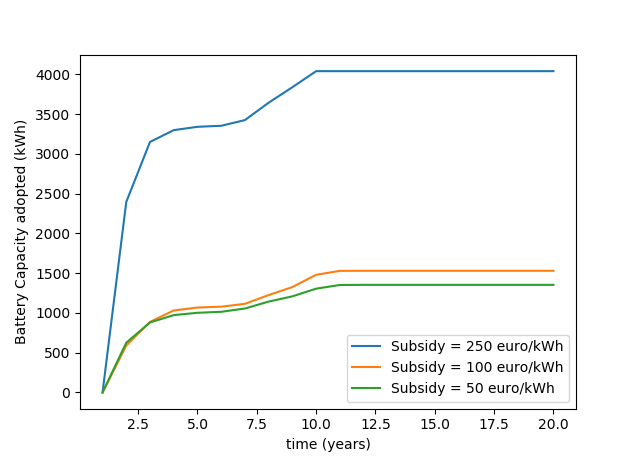 4000
3500
3000
2500
2000
1500
1000
500
0
Battery Capacity adopted (kWh)
Subsidy = 250 euro/kWh
Subsidy = 100 euro/kWh
Subsidy = 50 euro/kWh
2.5 5.0 7.5 10.0 12.5 15.0 17.5 20.0
time (years)